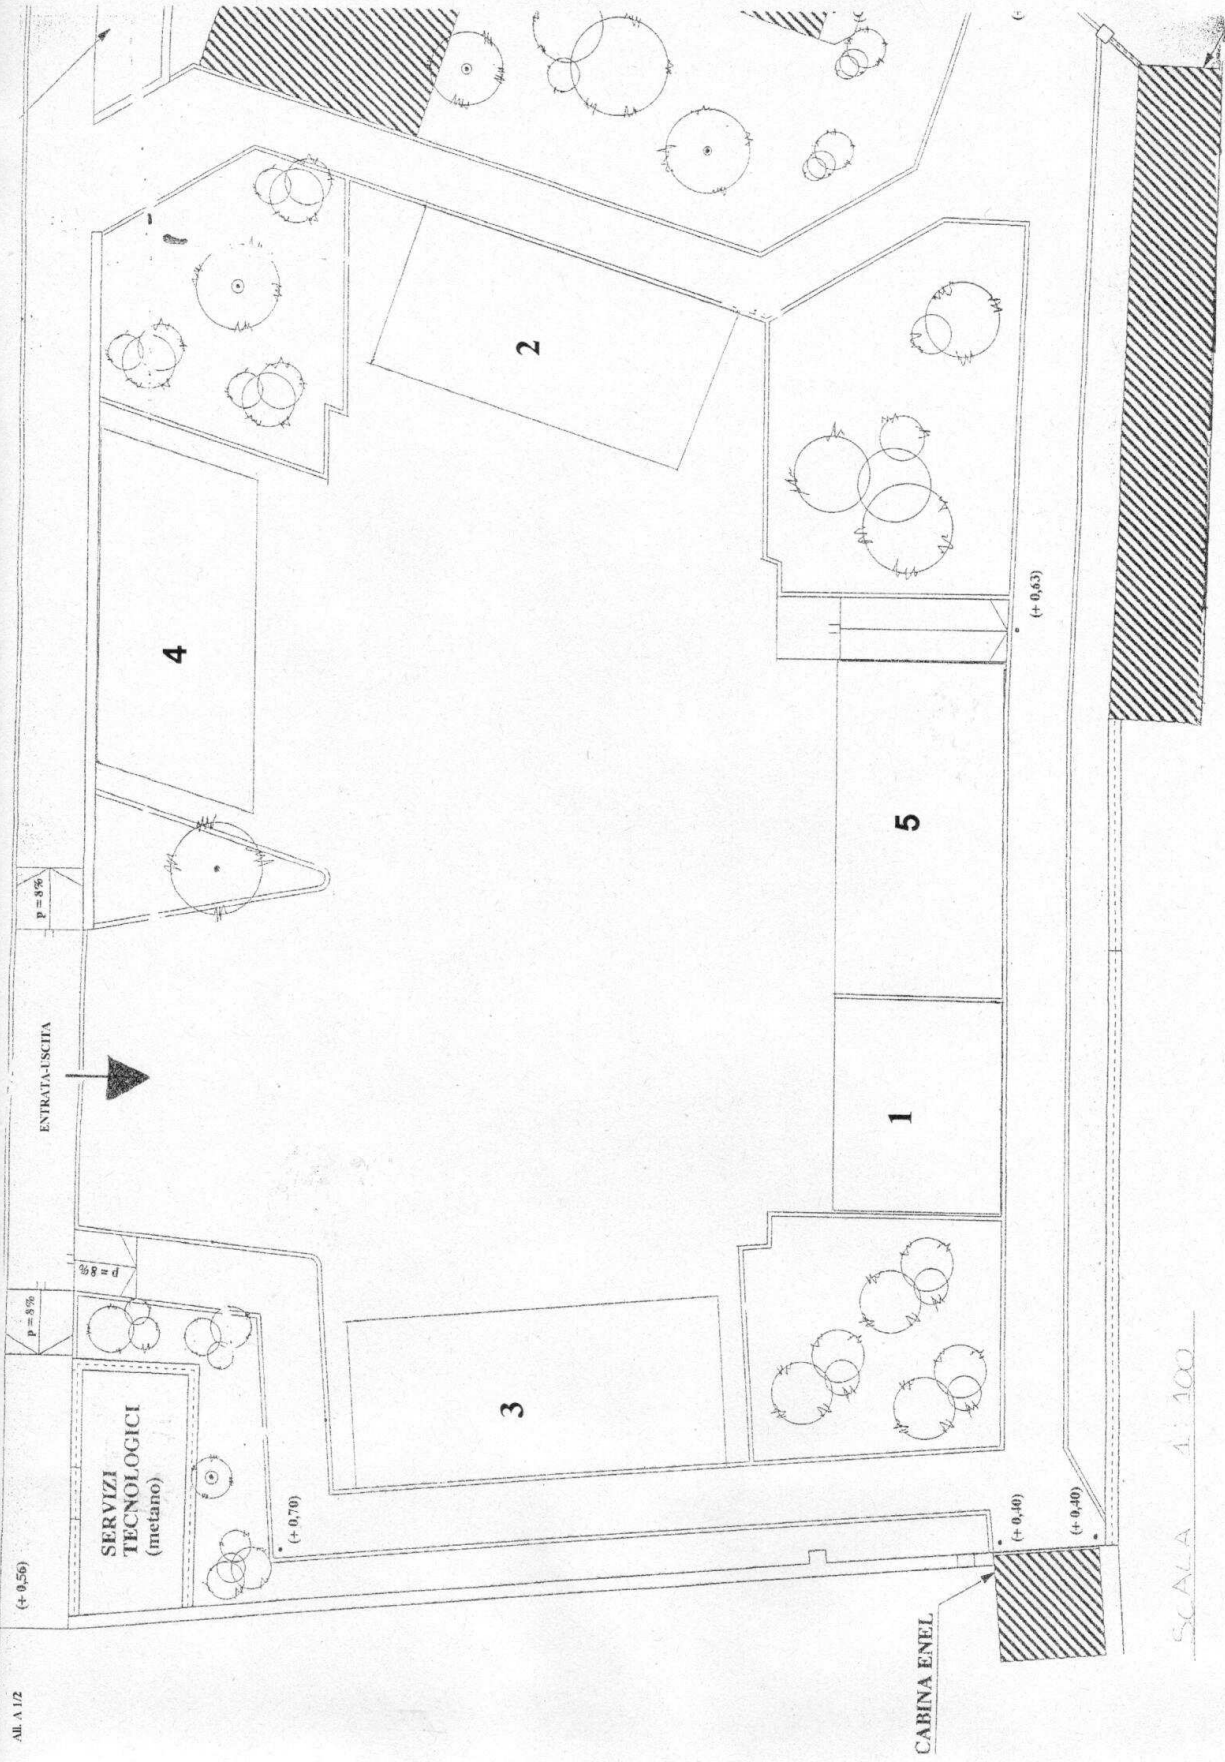 All. A 1/2
(+ 0,56)
SERVIZI
TECNOLOGICI
(metano)
p = 8%
p = 8%
ENTRATA-USCITA
p = 8%
(+ 0,70)
3
4
2
1
5
(+ 0,63)
CABINA ENEL
(+ 0,40)
(+ 0,40)
SCALA 1:100